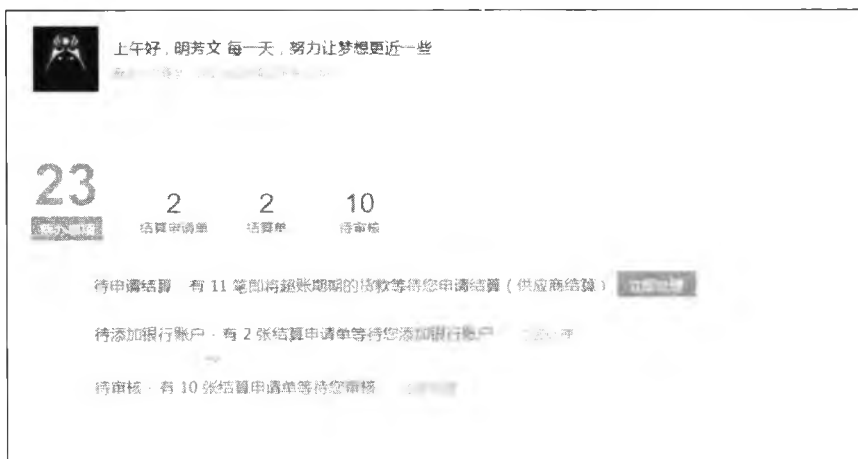 上午好，明芳文 每一天，努力让梦想更近一些
23
2
2
10
结算申请单
结算单
待审核
待申请结算 · 有 11 笔即将超账期期的货款等待您申请结算（供应商结算）
待添加银行账户 · 有 2 张结算申请单等待您添加银行账户
待审核 · 有 10 张结算申请单等待您审核